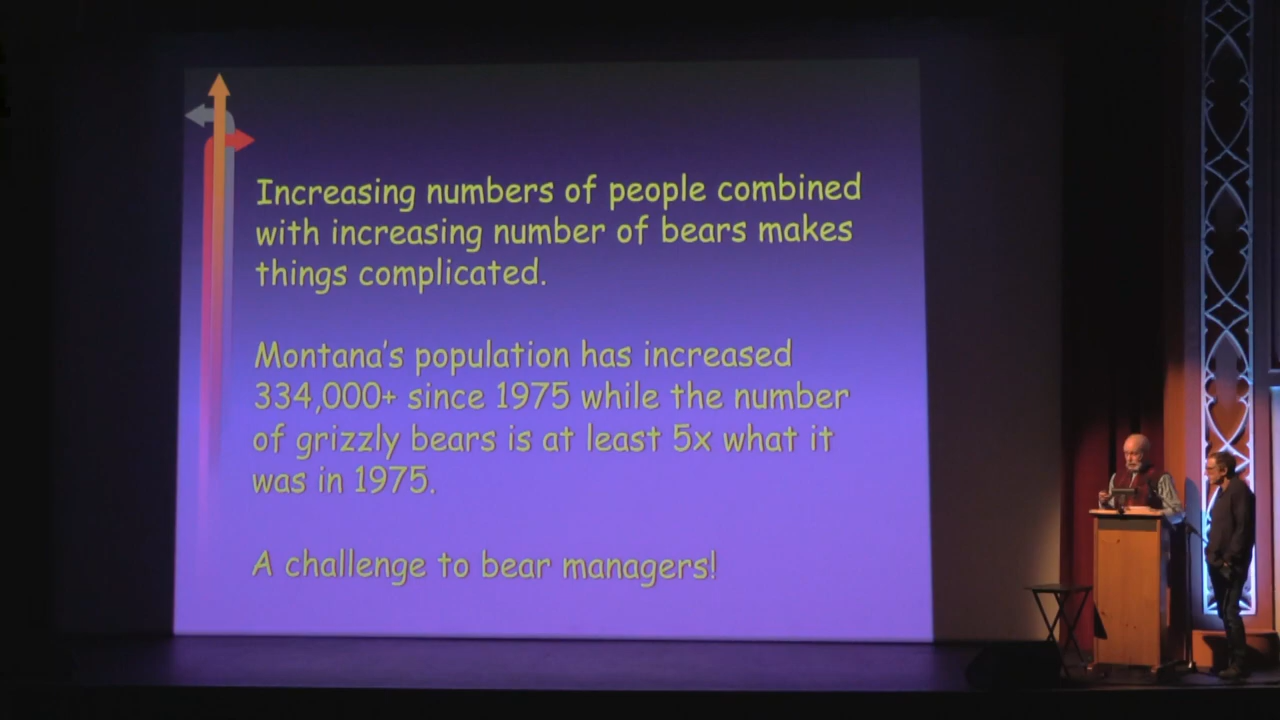 Increasing numbers of people combined
with increasing number of bears makes
things complicated.
Montana's population has increased
334,000+ since 1975 while the number
of grizzly bears is at least 5x what it
was in 1975.
A challenge to bear managers!